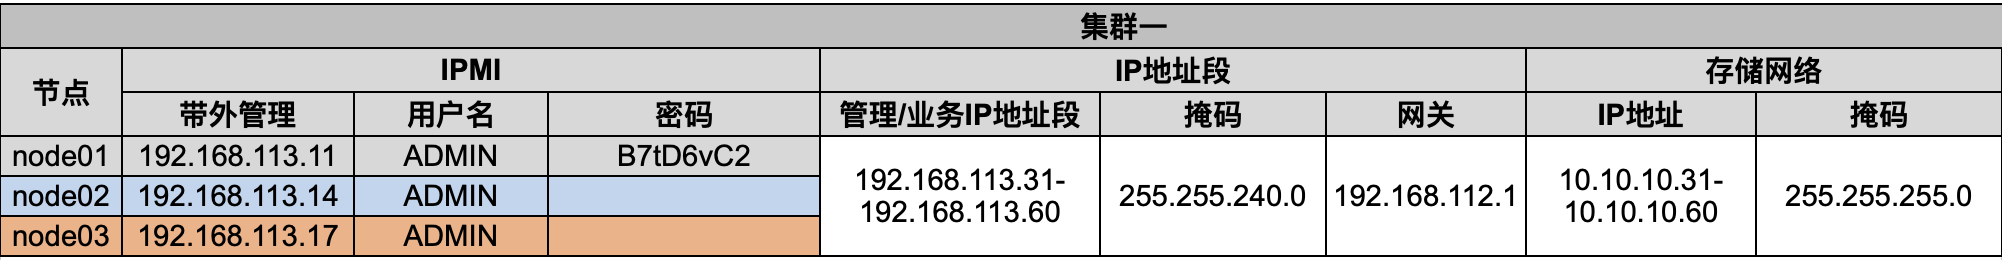 集群一
节点 IPMI IP地址段 存储网络
带外管理 用户名 密码 管理/业务IP地址段 掩码 网关 IP地址 掩码
node01 192.168.113.11 ADMIN B7tD6vC2
node02 192.168.113.14 ADMIN
node03 192.168.113.17 ADMIN
192.168.113.31-
192.168.113.60
255.255.240.0
192.168.112.1
10.10.10.31-
10.10.10.60
255.255.255.0